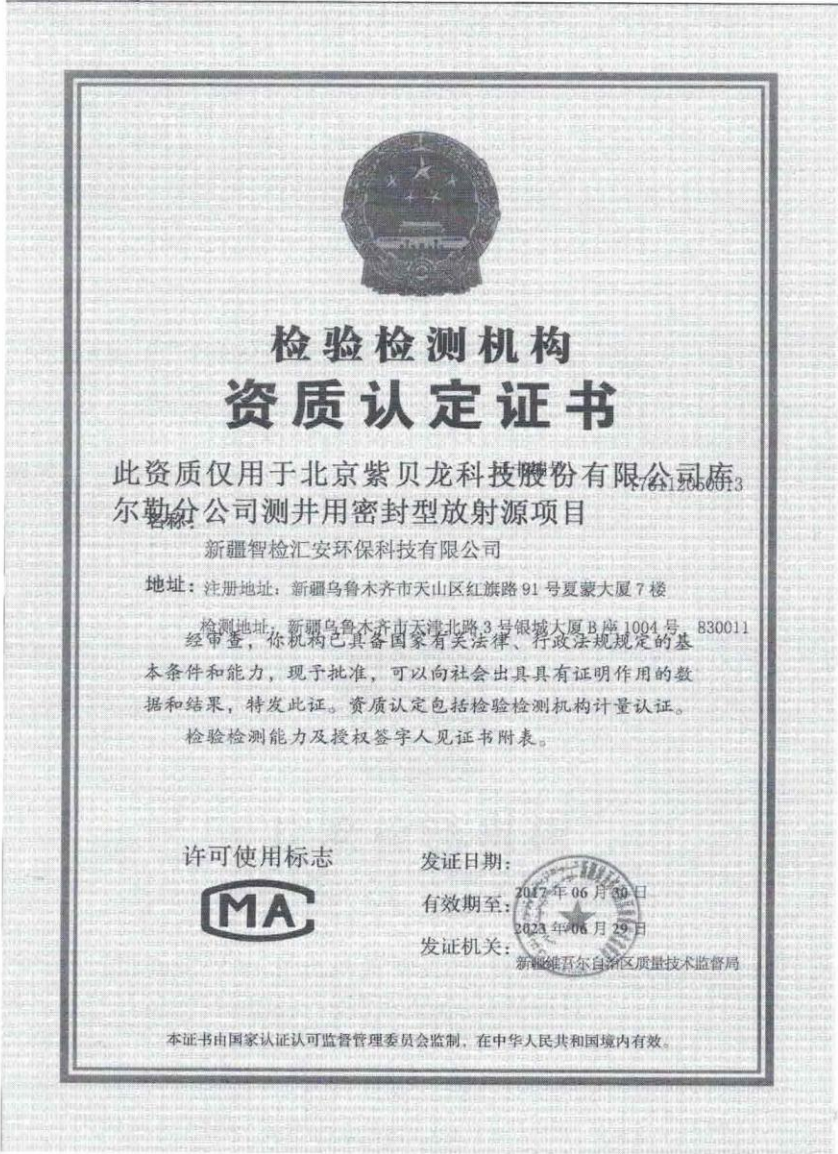 检验检测机构
资质认定证书
此资质仅用于北京紫贝龙科技股份有限公司库
尔勒分公司测井用密封型放射源项目
名称:
新疆智检汇安环保科技有限公司
地址:注册地址:新疆乌鲁木齐市天山区红旗路91号夏蒙大厦7楼
检测地址:新疆乌鲁木齐市天津北路3号银城大厦B座1004号 830011
经审查,你机构已具备国家有关法律、行政法规规定的基
本条件和能力,现予批准,可以向社会出具具有证明作用的数
据和结果,特发此证。资质认定包括检验检测机构计量认证。
检验检测能力及授权签字人见证书附表。
许可使用标志
MA
发证日期:
2017年06月30日
有效期至:
2023年06月29日
发证机关:
新疆维吾尔自治区质量技术监督局
本证书由国家认证认可监督管理委员会监制,在中华人民共和国境内有效。